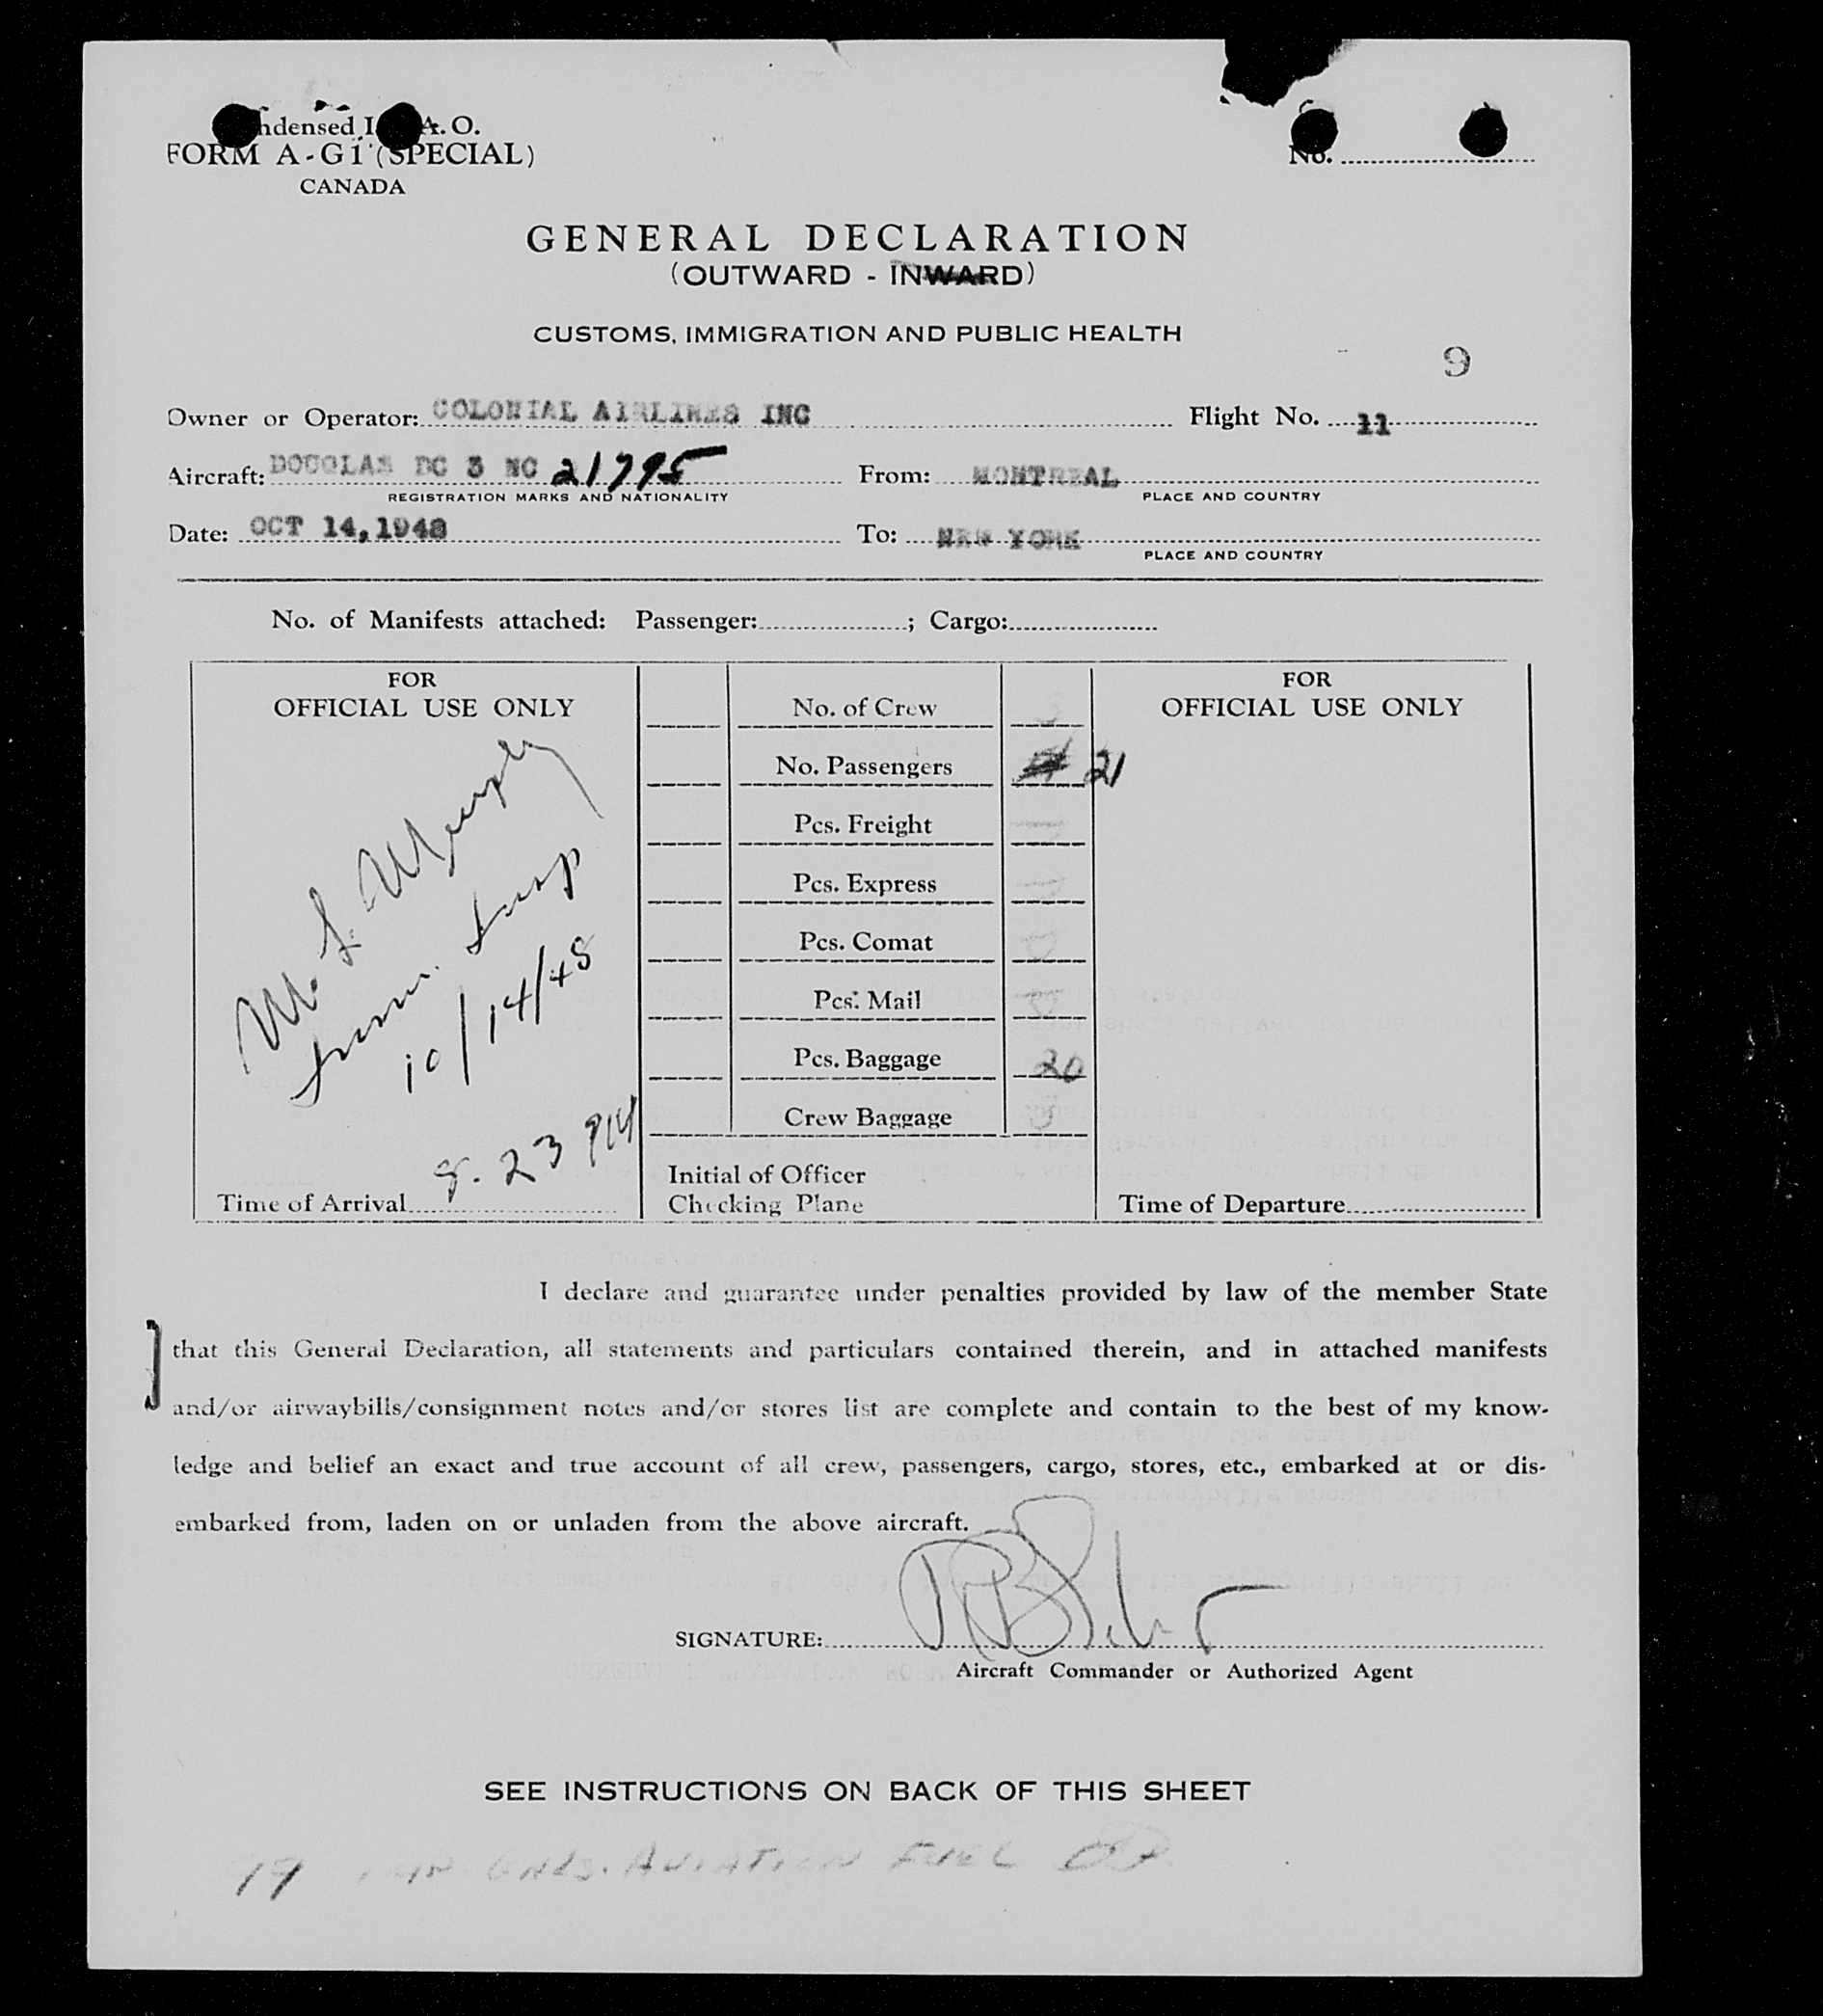 ndensed I A. O.
FORM A-G1 (SPECIAL)
CANADA
No.
GENERAL DECLARATION
(OUTWARD - INWARD)
CUSTOMS, IMMIGRATION AND PUBLIC HEALTH
9
Owner or Operator: COLONIAL AIRLINES INC Flight No. 11
Aircraft: DOUGLAS DC 3 NC 21795 From: MONTREAL
REGISTRATION MARKS AND NATIONALITY PLACE AND COUNTRY
Date: OCT 14, 1948 To: NEW YORK
PLACE AND COUNTRY
No. of Manifests attached: Passenger: ; Cargo:
FOR
OFFICIAL USE ONLY
M. L. Murphy
Imm. Insp
10/14/48
8.23 PM
Time of Arrival
No. of Crew 3
No. Passengers 21
Pcs. Freight
Pcs. Express
Pcs. Comat
Pcs. Mail
Pcs. Baggage 20
Crew Baggage 3
Initial of Officer
Checking Plane
FOR
OFFICIAL USE ONLY
Time of Departure
I declare and guarantee under penalties provided by law of the member State
that this General Declaration, all statements and particulars contained therein, and in attached manifests
and/or airwaybills/consignment notes and/or stores list are complete and contain to the best of my know-
ledge and belief an exact and true account of all crew, passengers, cargo, stores, etc., embarked at or dis-
embarked from, laden on or unladen from the above aircraft.
SIGNATURE:
Aircraft Commander or Authorized Agent
SEE INSTRUCTIONS ON BACK OF THIS SHEET
GALS. AVIATION FUEL